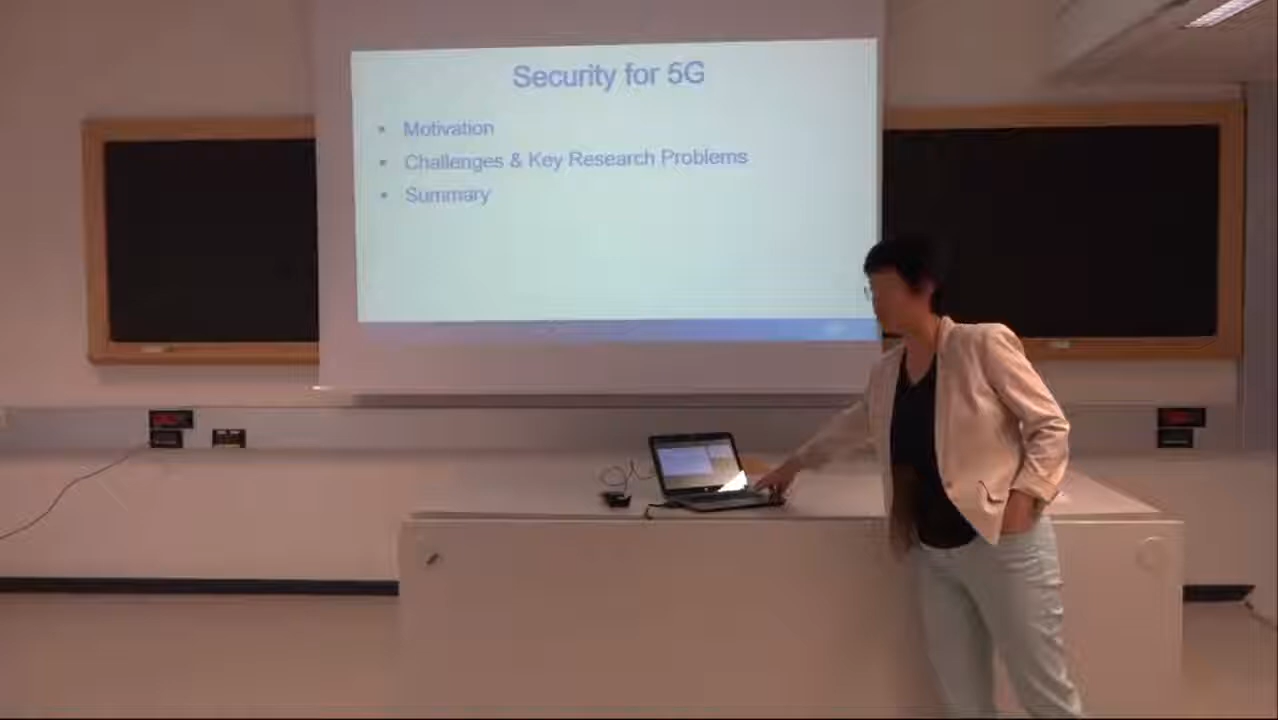 Security for 5G
Motivation
Challenges & Key Research Problems
Summary